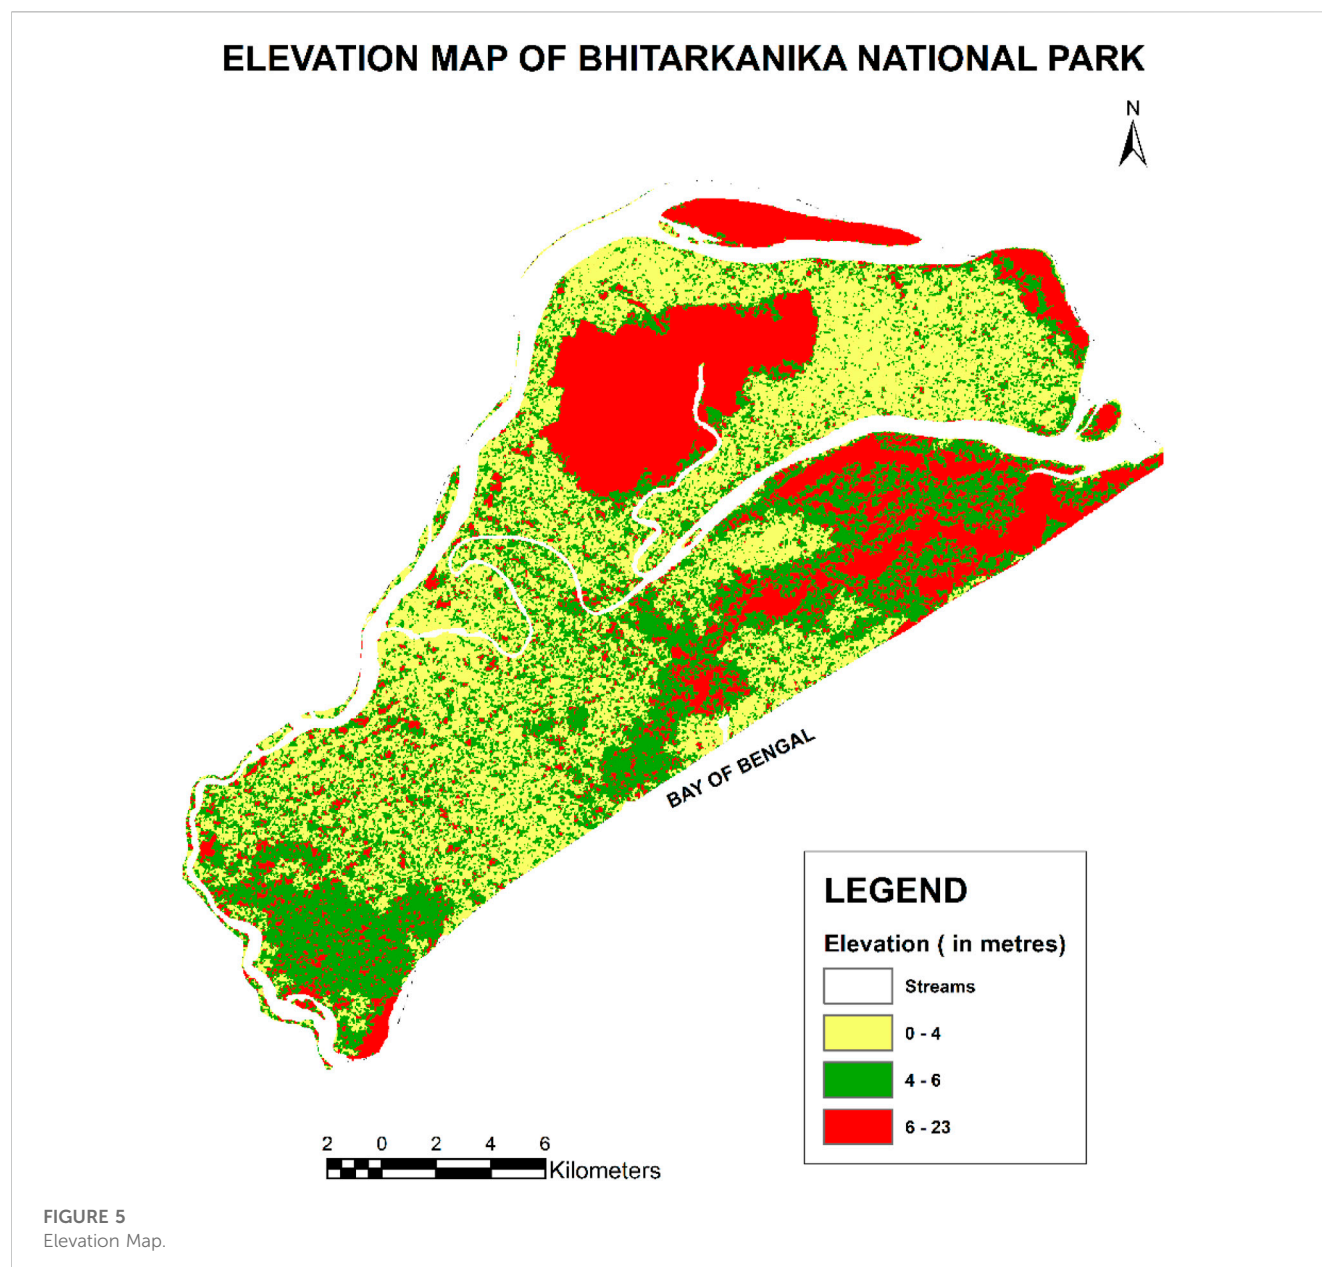 ELEVATION MAP OF BHITARKANIKA NATIONAL PARK
N
BAY OF BENGAL
LEGEND
Elevation ( in metres)
Streams
0 - 4
4 - 6
6 - 23
2 0 2 4 6
Kilometers
FIGURE 5
Elevation Map.